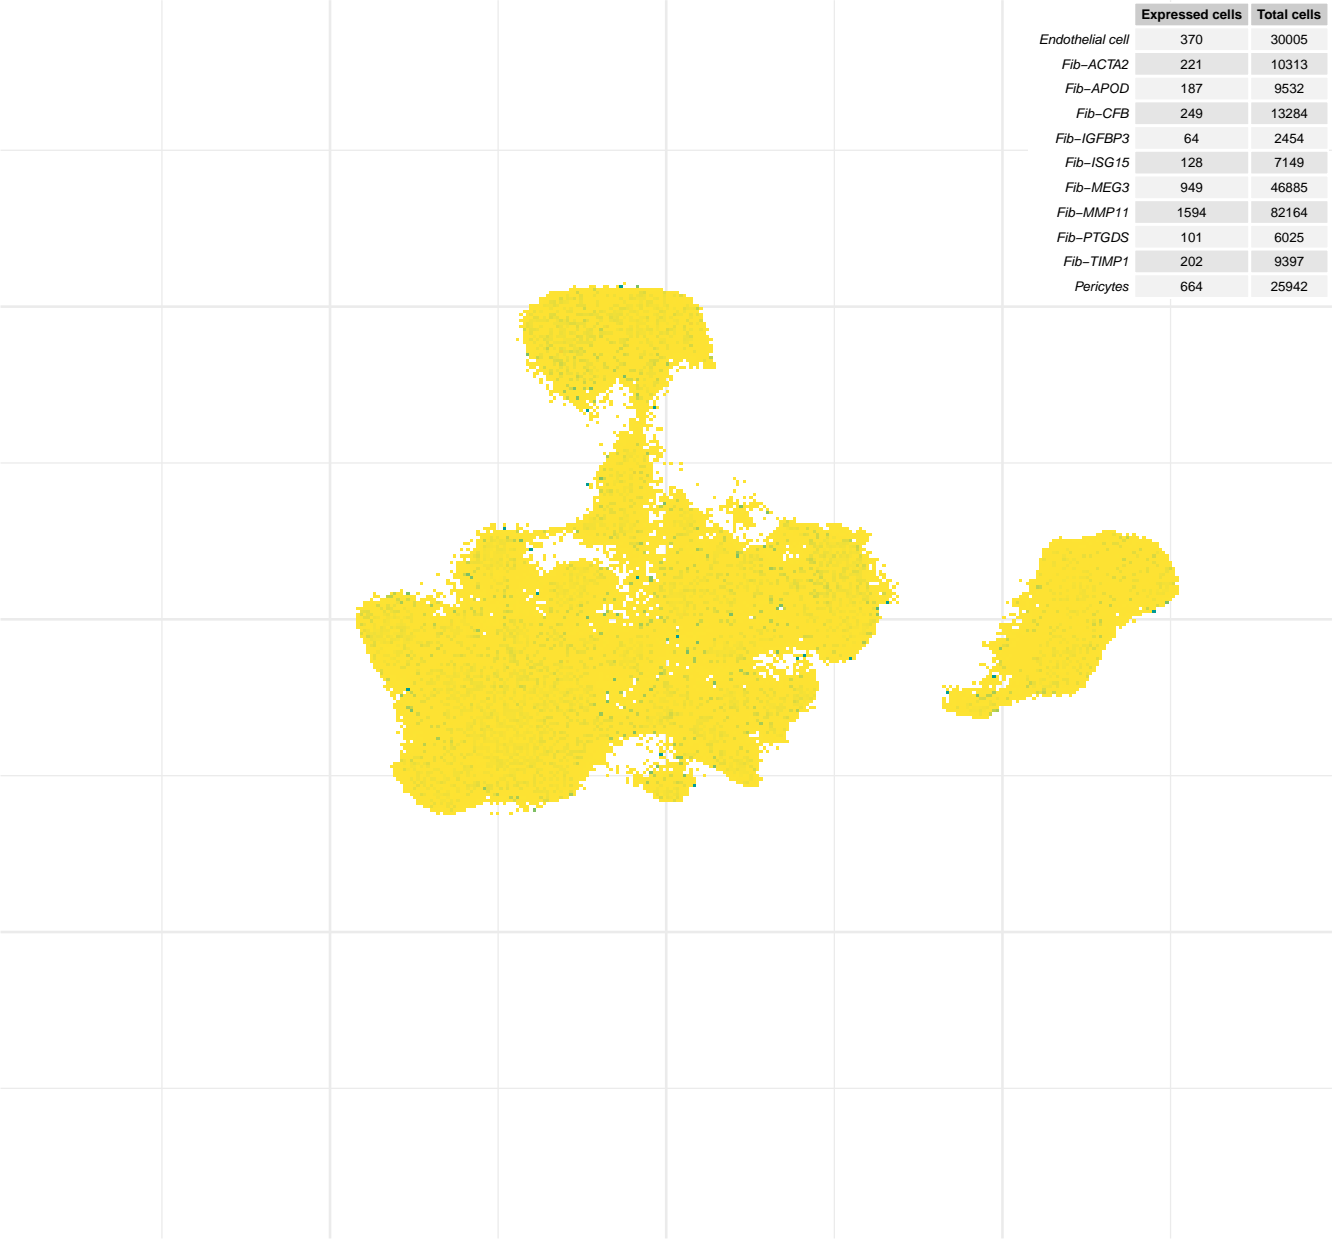 Expressed cells Total cells
Endothelial cell 370 30005
Fib−ACTA2 221 10313
Fib−APOD 187 9532
Fib−CFB 249 13284
Fib−IGFBP3 64 2454
Fib−ISG15 128 7149
Fib−MEG3 949 46885
Fib−MMP11 1594 82164
Fib−PTGDS 101 6025
Fib−TIMP1 202 9397
Pericytes 664 25942